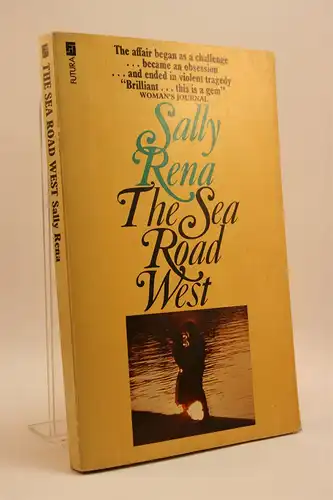 The affair began as a challenge
...became an obsession
...and ended in violent tragedy
"Brilliant...this is a gem"
WOMAN'S JOURNAL
Sally
Rena
The Sea
Road
West
FUTURA
THE SEA ROAD WEST Sally Rena